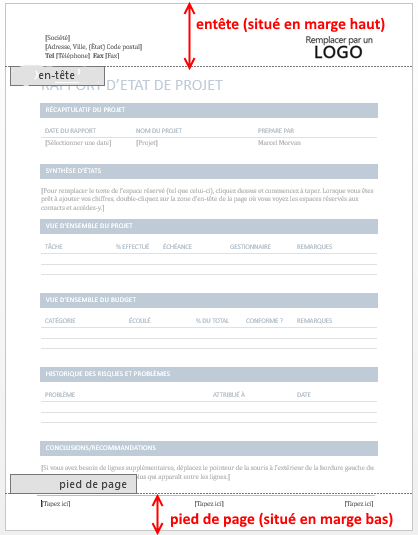 entête (situé en marge haut)
[Société]
[Adresse, Ville, (État) Code postal]
Tel [Téléphone] Fax [Fax]
Remplacer par un
LOGO
en-tête
RAPPORT D'ETAT DE PROJET
RÉCAPITULATIF DU PROJET
DATE DU RAPPORT NOM DU PROJET PREPARE PAR
[Sélectionner une date] [Projet] Marcel Morvan
SYNTHÈSE D'ÉTATS
[Pour remplacer le texte de l'espace réservé (tel que celui-ci), cliquez dessus et commencez à taper. Lorsque vous êtes
prêt à ajouter vos chiffres, double-cliquez sur la zone d'en-tête de la page où vous voyez les espaces réservés aux
contacts et accédez-y.]
VUE D'ENSEMBLE DU PROJET
TÂCHE % EFFECTUÉ ÉCHÉANCE GESTIONNAIRE REMARQUES
VUE D'ENSEMBLE DU BUDGET
CATÉGORIE ÉCOULÉ % DU TOTAL CONFORME ? REMARQUES
HISTORIQUE DES RISQUES ET PROBLÈMES
PROBLÈME ATTRIBUÉ À DATE
CONCLUSIONS/RECOMMANDATIONS
[Si vous avez besoin de lignes supplémentaires, déplacez le pointeur de la souris à l'extérieur de la bordure gauche du
pied de page
plus qui apparaît entre les lignes.]
[Tapez ici] [Tapez ici] [Tapez ici]
pied de page (situé en marge bas)